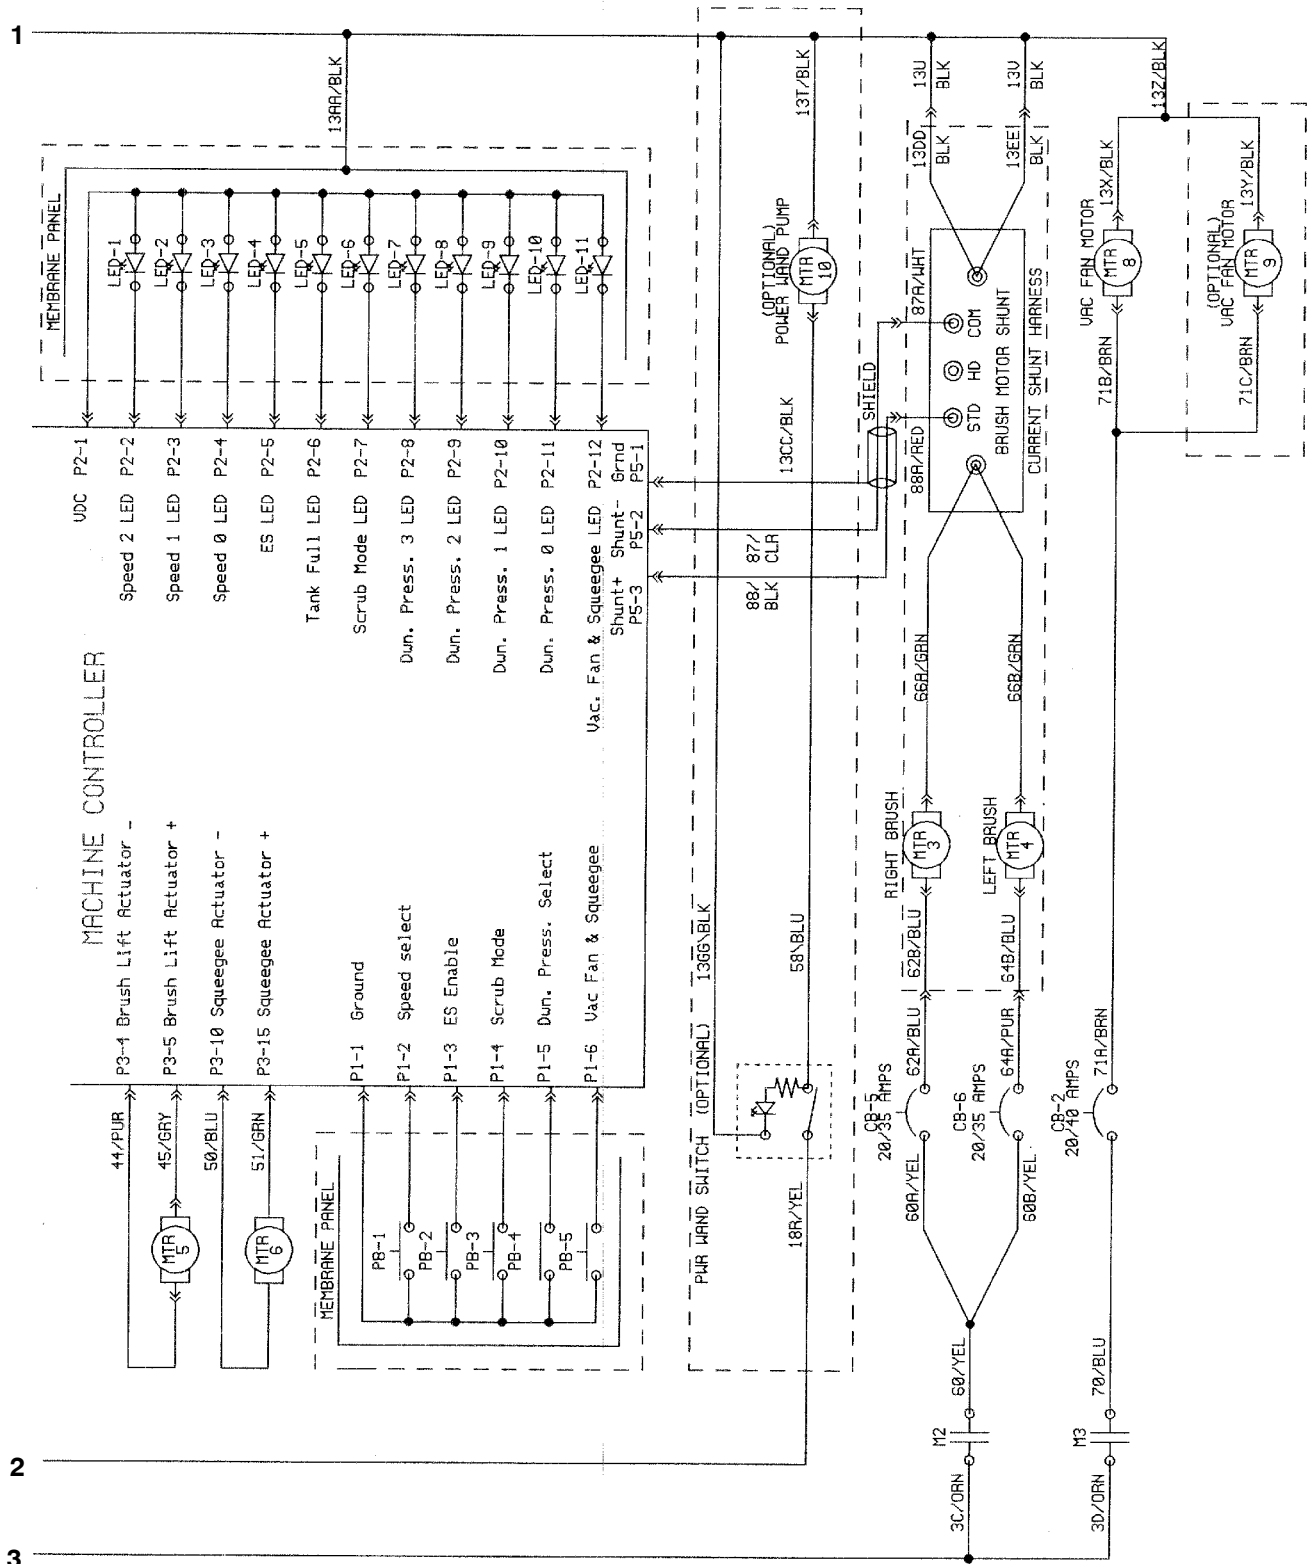 1
2
3
13AA/BLK
MEMBRANE PANEL
LED-1
LED-2
LED-3
LED-4
LED-5
LED-6
LED-7
LED-8
LED-9
LED-10
LED-11
VDC P2-1
Speed 2 LED P2-2
Speed 1 LED P2-3
Speed 0 LED P2-4
ES LED P2-5
Tank Full LED P2-6
Scrub Mode LED P2-7
Dwn. Press. 3 LED P2-8
Dwn. Press. 2 LED P2-9
Dwn. Press. 1 LED P2-10
Dwn. Press. 0 LED P2-11
Vac. Fan & Squeegee LED P2-12
Grnd P5-1
Shunt- P5-2
Shunt+ P5-3
MACHINE CONTROLLER
P3-4 Brush Lift Actuator -
P3-5 Brush Lift Actuator +
P3-10 Squeegee Actuator -
P3-15 Squeegee Actuator +
P1-1 Ground
P1-2 Speed select
P1-3 ES Enable
P1-4 Scrub Mode
P1-5 Dwn. Press. Select
P1-6 Vac Fan & Squeegee
44/PUR
45/GRY
50/BLU
51/GRN
MTR 5
MTR 6
MEMBRANE PANEL
PB-1
PB-2
PB-3
PB-4
PB-5
13T/BLK
(OPTIONAL)
POWER WAND PUMP
MTR 10
13CC/BLK
87/
CLR
88/
BLK
SHIELD
13GG\BLK
58\BLU
PWR WAND SWITCH (OPTIONAL)
18R/YEL
13U
BLK
13V
BLK
13DD
BLK
13EE
BLK
87A/WHT
88A/RED
COM
HD
STD
BRUSH MOTOR SHUNT
CURRENT SHUNT HARNESS
66A/GRN
66B/GRN
RIGHT BRUSH
MTR 3
LEFT BRUSH
MTR 4
62B/BLU
64B/BLU
62A/BLU
64A/PUR
CB-5
20/35 AMPS
CB-6
20/35 AMPS
60A/YEL
60B/YEL
60/YEL
M2
3C/ORN
13Z/BLK
13X/BLK
13Y/BLK
VAC FAN MOTOR
MTR 8
(OPTIONAL)
VAC FAN MOTOR
MTR 9
71B/BRN
71C/BRN
71A/BRN
CB-2
20/40 AMPS
70/BLU
M3
3D/ORN